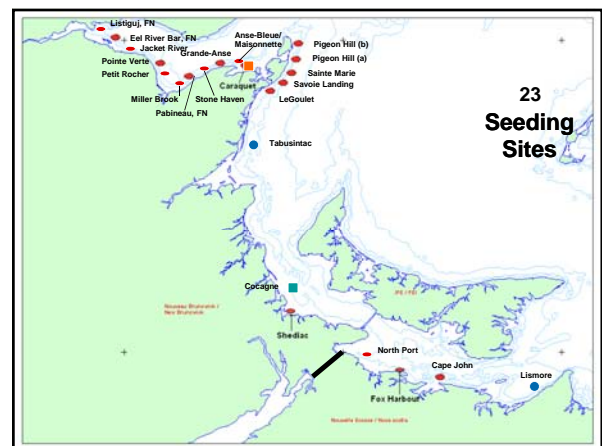 Listiguj, FN
Eel River Bar, FN
Jacket River
Pointe Verte
Petit Rocher
Miller Brook
Pabineau, FN
Stone Haven
Grande-Anse
Anse-Bleue/
Maisonnette
Caraquet
Pigeon Hill (b)
Pigeon Hill (a)
Sainte Marie
Savoie Landing
LeGoulet
23
Seeding
Sites
Tabusintac
Cocagne
Nouveau Brunswick /
New Brunswick
IPE / PEI
Shediac
North Port
Cape John
Lismore
Fox Harbour
Nouvelle Ecosse / Nova scotia